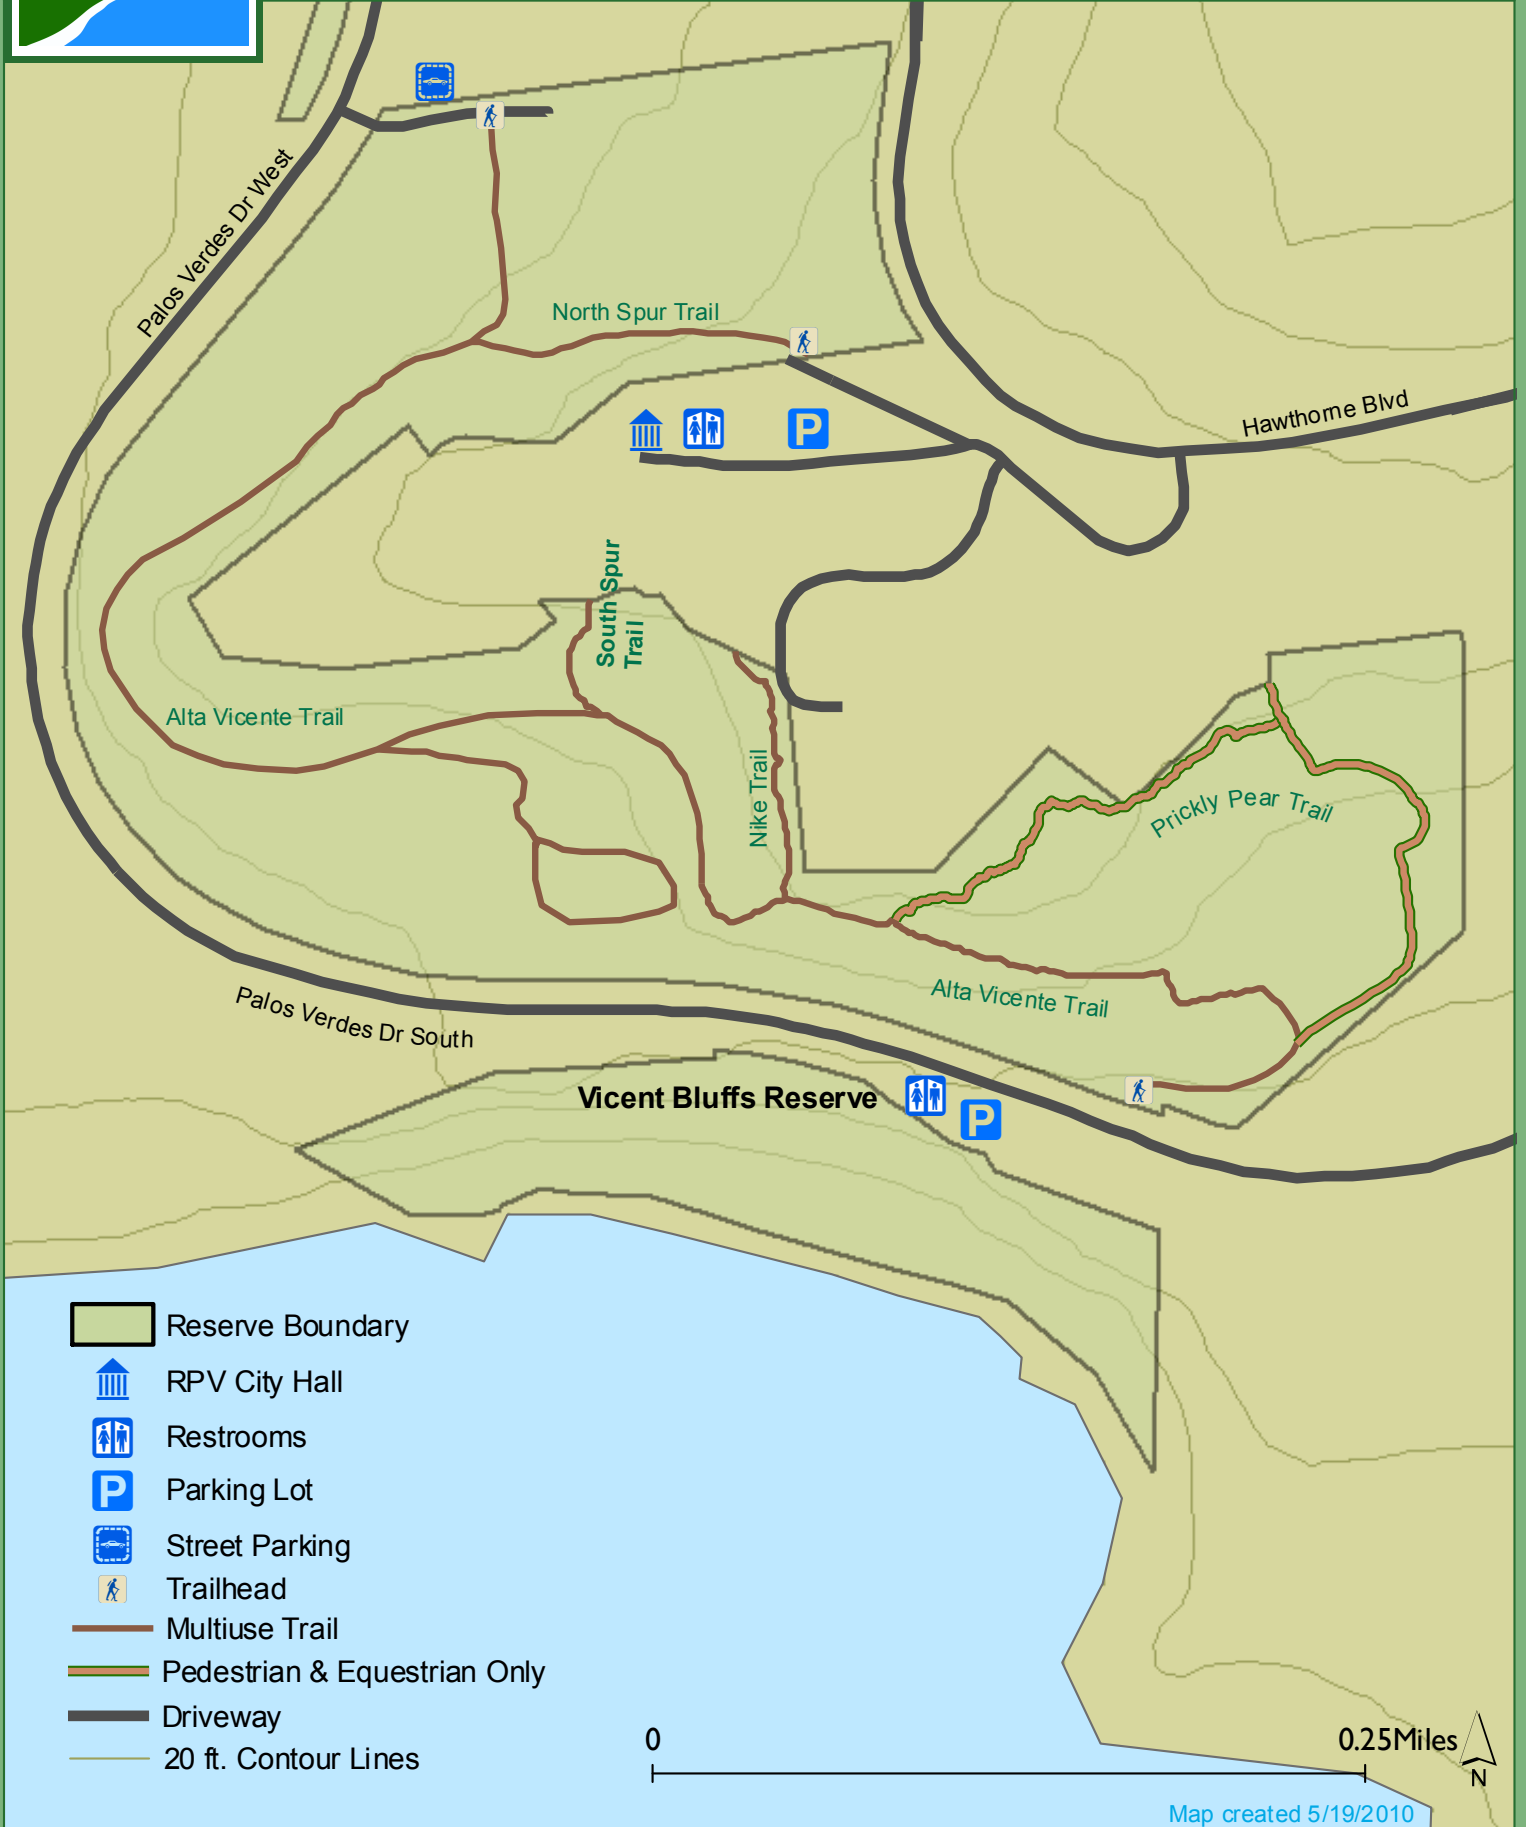 Palos Verdes Dr West
North Spur Trail
Hawthorne Blvd
P
South Spur
Trail
Alta Vicente Trail
Nike Trail
Prickly Pear Trail
Alta Vicente Trail
Palos Verdes Dr South
Vicent Bluffs Reserve
P
Reserve Boundary
RPV City Hall
Restrooms
P
Parking Lot
Street Parking
Trailhead
Multiuse Trail
Pedestrian & Equestrian Only
Driveway
20 ft. Contour Lines
0
0.25Miles
N
Map created 5/19/2010